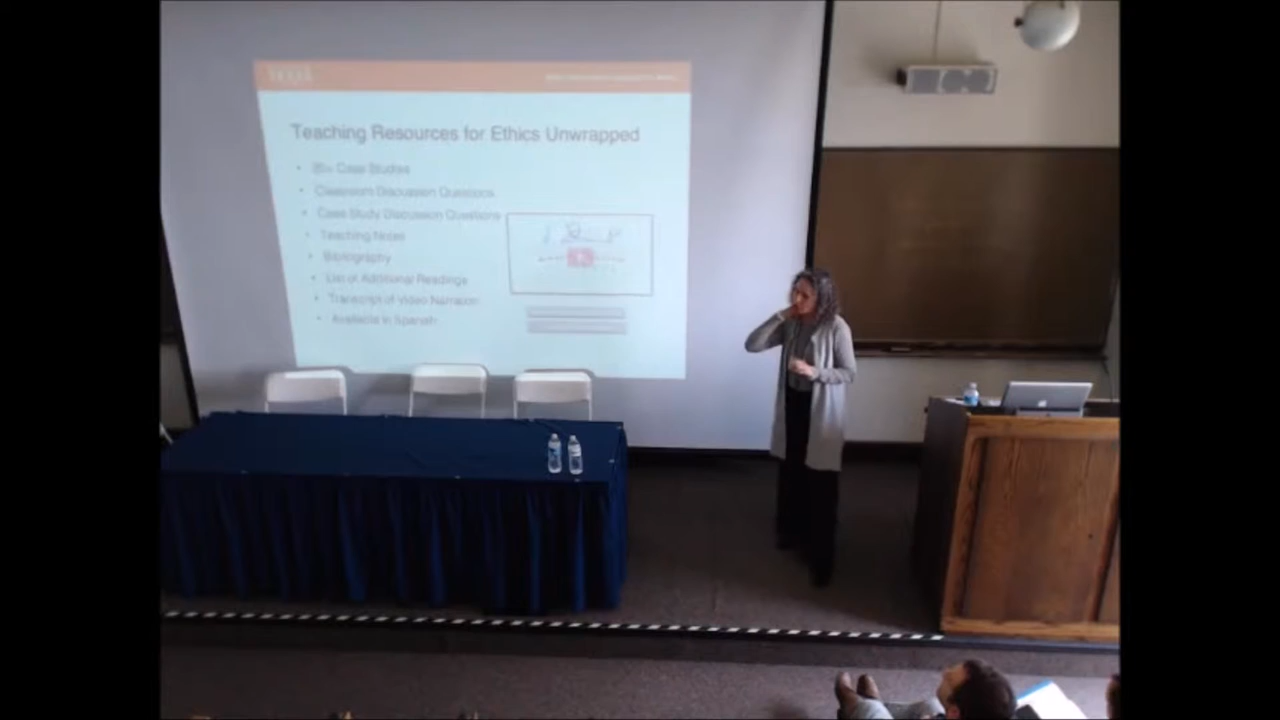 Teaching Resources for Ethics Unwrapped
Case Studies
Classroom Discussion Questions
Case Study Discussion Questions
Teaching Notes
Bibliography
List of Additional Readings
Transcript of Video Narration
Available in Spanish